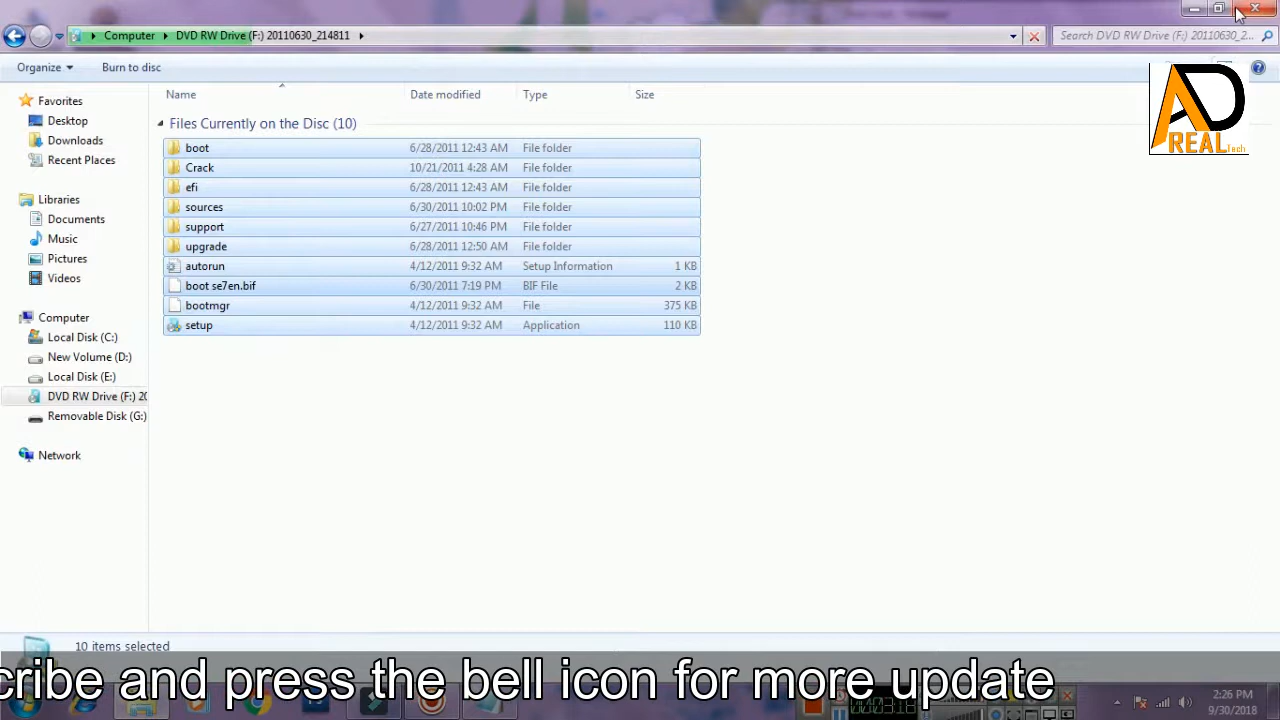 Computer DVD RW Drive (F:) 20110630_214811
Search DVD RW Drive (F:) 20110630_2...
Organize Burn to disc
Name Date modified Type Size
Favorites
Desktop
Downloads
Recent Places
Libraries
Documents
Music
Pictures
Videos
Computer
Local Disk (C:)
New Volume (D:)
Local Disk (E:)
DVD RW Drive (F:) 20
Removable Disk (G:)
Network
Files Currently on the Disc (10)
boot 6/28/2011 12:43 AM File folder
Crack 10/21/2011 4:28 AM File folder
efi 6/28/2011 12:43 AM File folder
sources 6/30/2011 10:02 PM File folder
support 6/27/2011 10:46 PM File folder
upgrade 6/28/2011 12:50 AM File folder
autorun 4/12/2011 9:32 AM Setup Information 1 KB
boot se7en.bif 6/30/2011 7:19 PM BIF File 2 KB
bootmgr 4/12/2011 9:32 AM File 375 KB
setup 4/12/2011 9:32 AM Application 110 KB
AD
REAL Tech
10 items selected
cribe and press the bell icon for more update
2:26 PM
9/30/2018